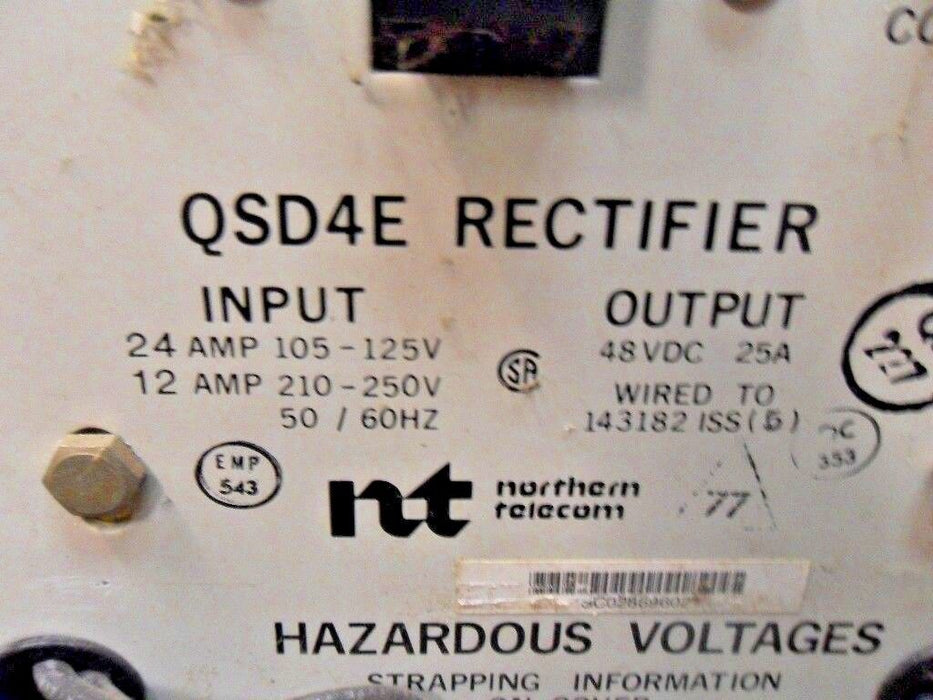 QSD4E RECTIFIER
INPUT
24 AMP 105-125V
12 AMP 210-250V
50 / 60HZ
SA
OUTPUT
48 VDC 25A
WIRED TO
143182 ISS (5)
EMP
543
353
nt northern
telecom
77
HAZARDOUS VOLTAGES
STRAPPING INFORMATION